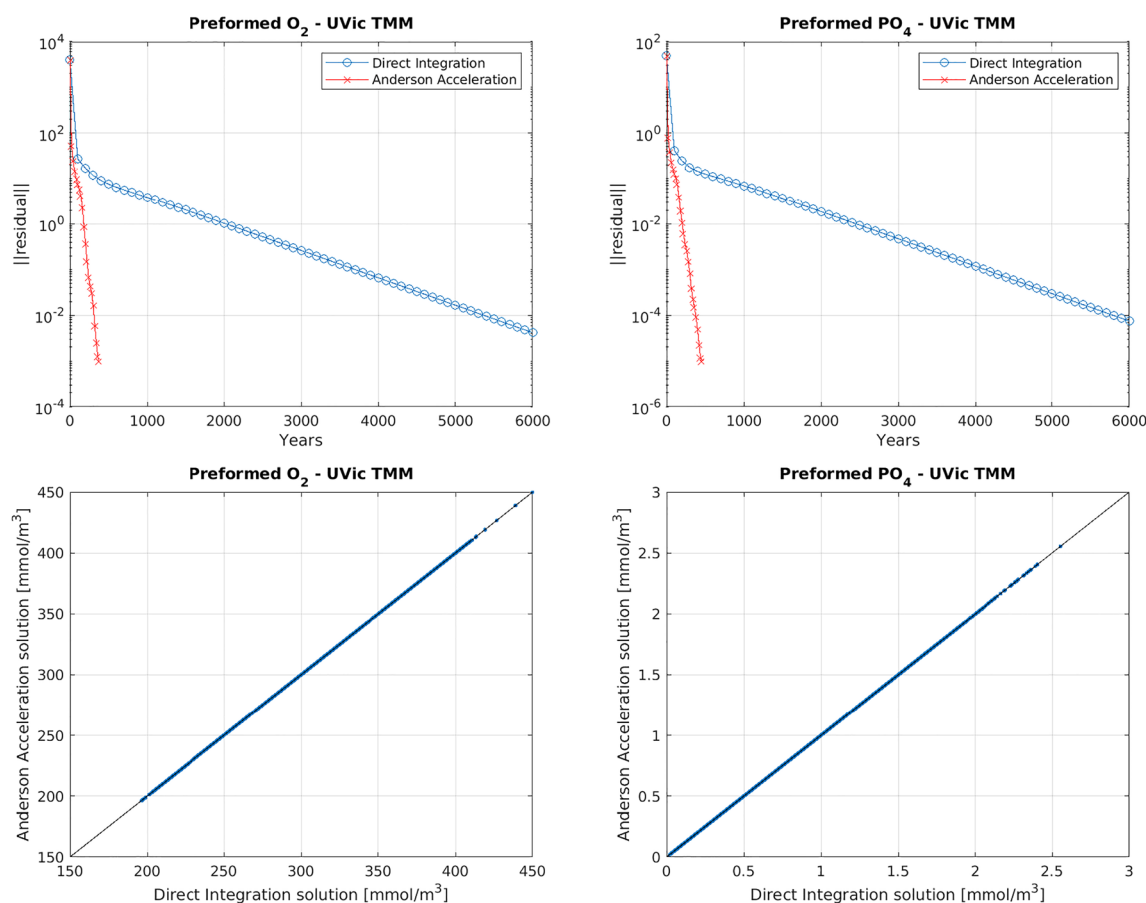 Preformed O2 - UVic TMM
10^4
10^2
10^0
10^-2
10^-4
||residual||
Direct Integration
Anderson Acceleration
0 1000 2000 3000 4000 5000 6000
Years
Preformed PO4 - UVic TMM
10^2
10^0
10^-2
10^-4
10^-6
||residual||
Direct Integration
Anderson Acceleration
0 1000 2000 3000 4000 5000 6000
Years
Preformed O2 - UVic TMM
450
400
350
300
250
200
150
Anderson Acceleration solution [mmol/m^3]
150 200 250 300 350 400 450
Direct Integration solution [mmol/m^3]
Preformed PO4 - UVic TMM
3
2.5
2
1.5
1
0.5
0
Anderson Acceleration solution [mmol/m^3]
0 0.5 1 1.5 2 2.5 3
Direct Integration solution [mmol/m^3]